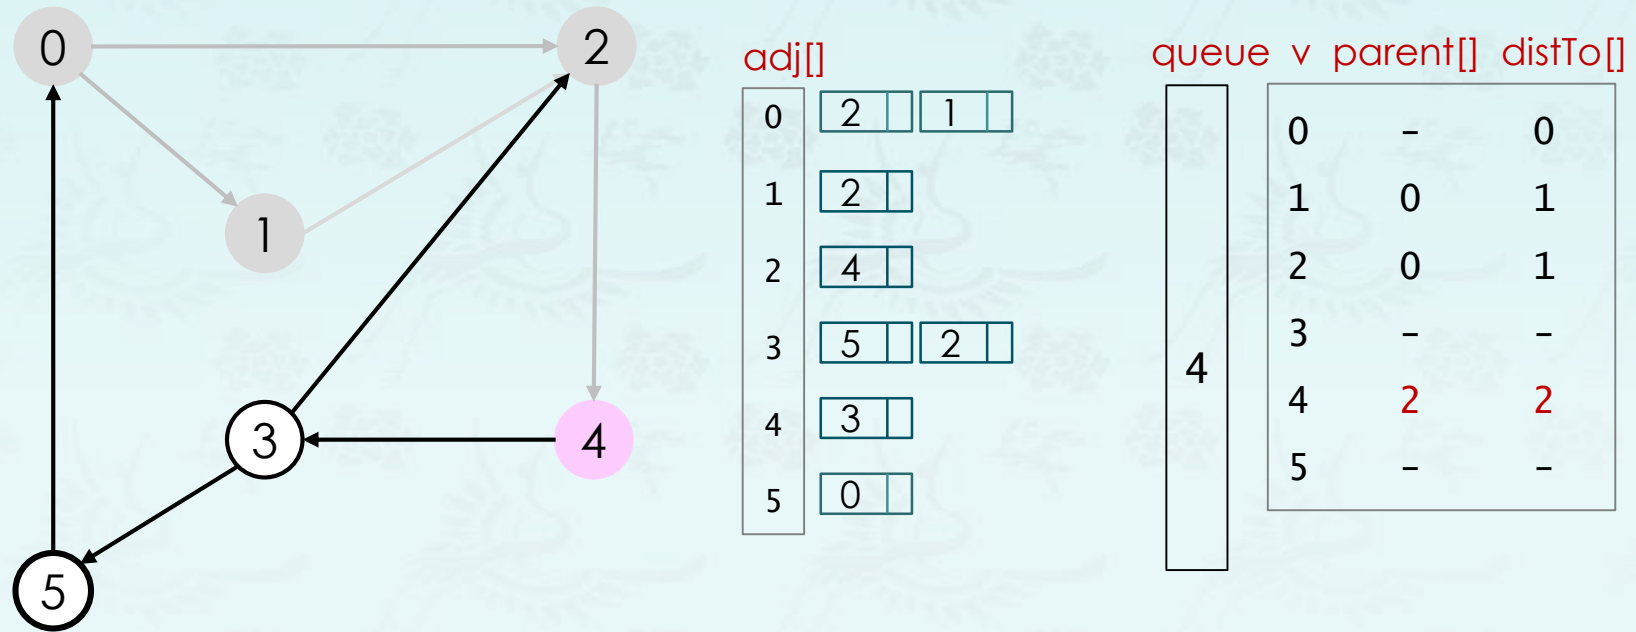 0
2
1
3
4
5
adj[]
0 2 1
1 2
2 4
3 5 2
4 3
5 0
queue v parent[] distTo[]
4
0 – 0
1 0 1
2 0 1
3 – –
4 2 2
5 – –